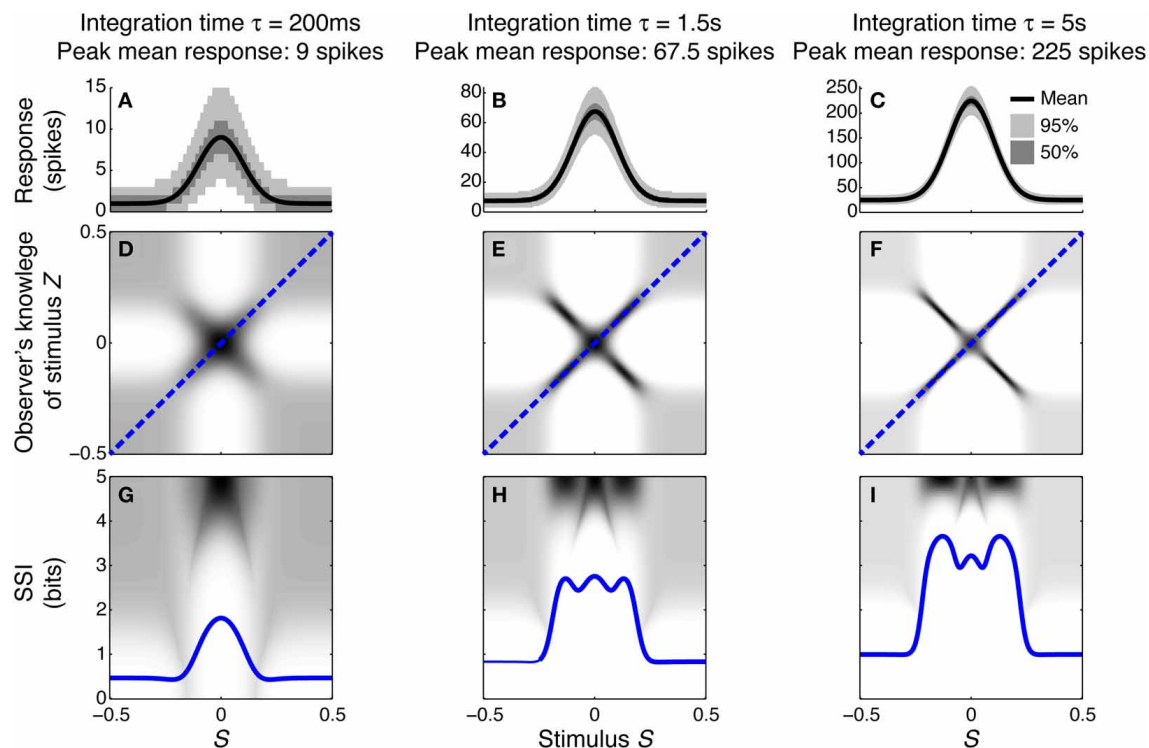 Integration time τ = 200ms
Peak mean response: 9 spikes
Integration time τ = 1.5s
Peak mean response: 67.5 spikes
Integration time τ = 5s
Peak mean response: 225 spikes
Response
(spikes)
A
15
10
5
0
B
80
60
40
20
0
C
250
200
150
100
50
0
Mean
95%
50%
Observer's knowlege
of stimulus Z
D
0.5
0
−0.5
E
F
SSI
(bits)
G
5
4
3
2
1
0
H
I
−0.5
0
0.5
S
−0.5
0
0.5
Stimulus S
−0.5
0
0.5
S